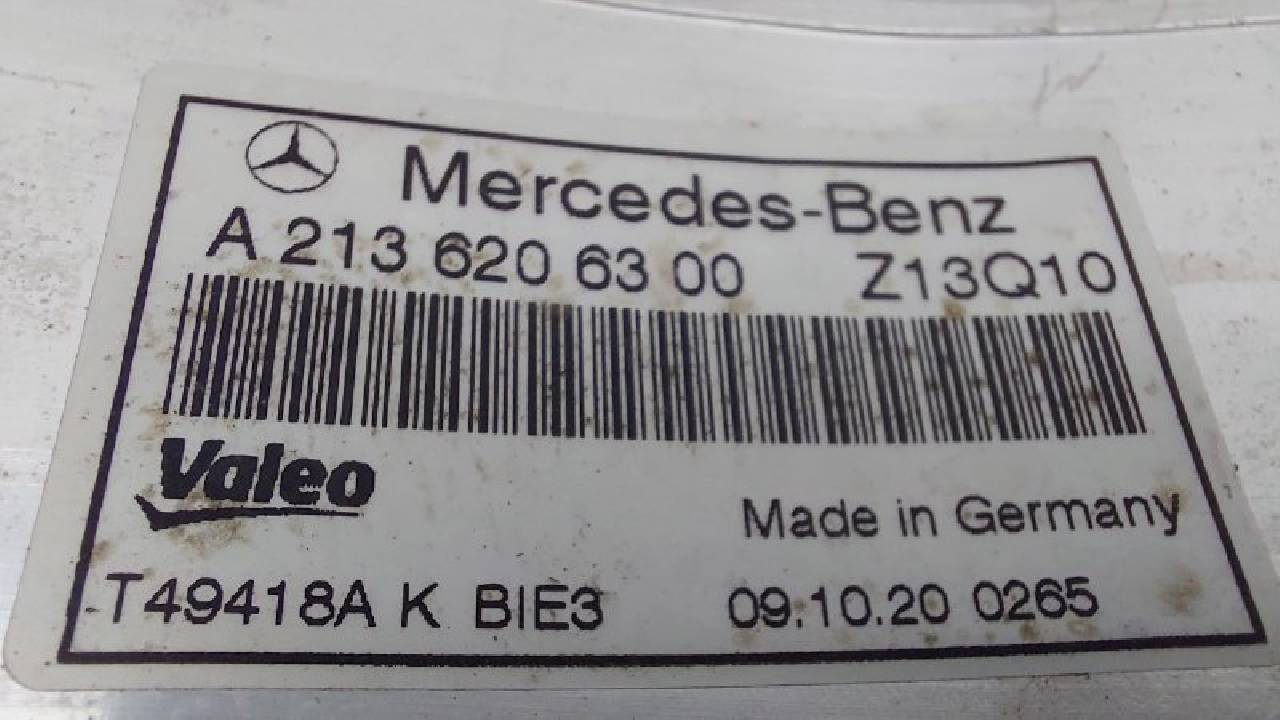 Mercedes-Benz
A 213 620 63 00 Z13Q10
Valeo
Made in Germany
T49418A K BIE3 09.10.20 0265